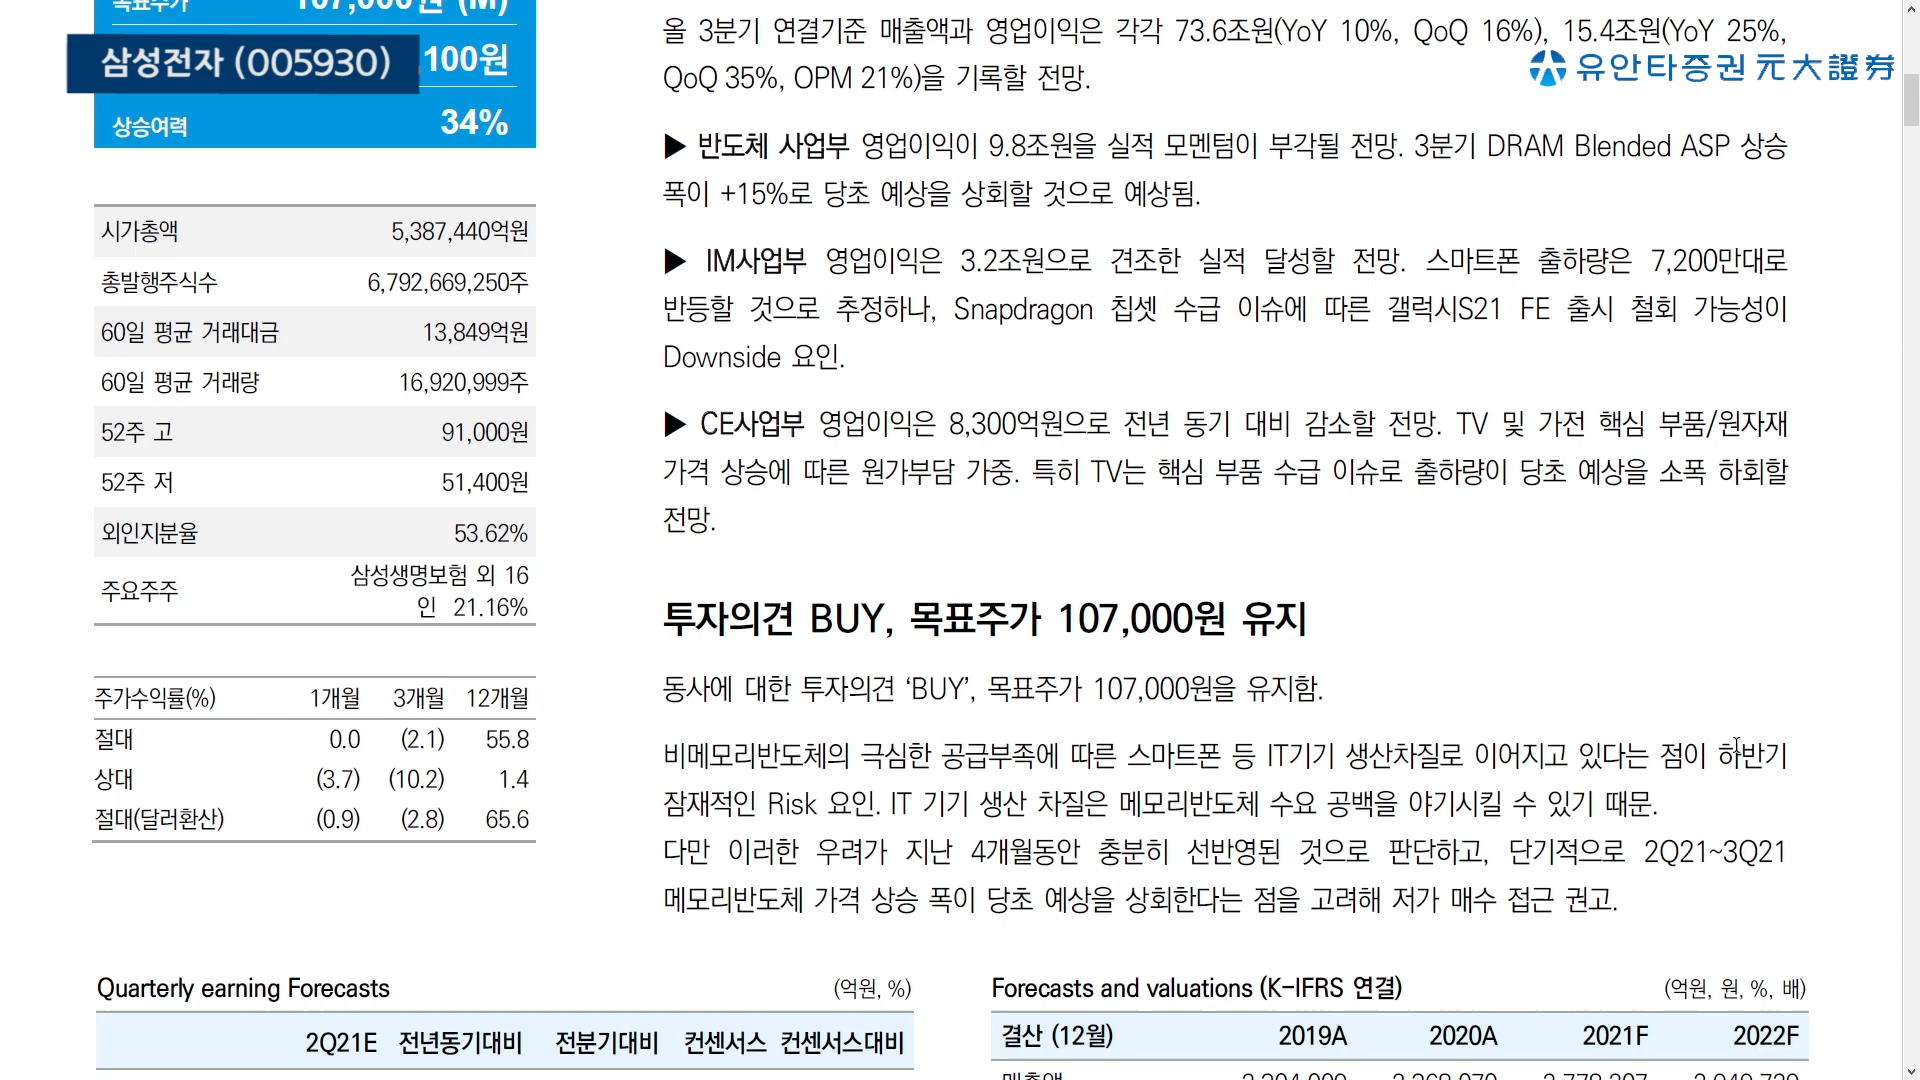 목표주가 107,000원 (M)
삼성전자 (005930) 100원
상승여력 34%
시가총액 5,387,440억원
총발행주식수 6,792,669,250주
60일 평균 거래대금 13,849억원
60일 평균 거래량 16,920,999주
52주 고 91,000원
52주 저 51,400원
외인지분율 53.62%
주요주주 삼성생명보험 외 16
인 21.16%
주가수익률(%) 1개월 3개월 12개월
절대 0.0 (2.1) 55.8
상대 (3.7) (10.2) 1.4
절대(달러환산) (0.9) (2.8) 65.6
올 3분기 연결기준 매출액과 영업이익은 각각 73.6조원(YoY 10%, QoQ 16%), 15.4조원(YoY 25%,
QoQ 35%, OPM 21%)을 기록할 전망.
유안타증권 元大證券
▶ 반도체 사업부 영업이익이 9.8조원을 실적 모멘텀이 부각될 전망. 3분기 DRAM Blended ASP 상승
폭이 +15%로 당초 예상을 상회할 것으로 예상됨.
▶ IM사업부 영업이익은 3.2조원으로 견조한 실적 달성할 전망. 스마트폰 출하량은 7,200만대로
반등할 것으로 추정하나, Snapdragon 칩셋 수급 이슈에 따른 갤럭시S21 FE 출시 철회 가능성이
Downside 요인.
▶ CE사업부 영업이익은 8,300억원으로 전년 동기 대비 감소할 전망. TV 및 가전 핵심 부품/원자재
가격 상승에 따른 원가부담 가중. 특히 TV는 핵심 부품 수급 이슈로 출하량이 당초 예상을 소폭 하회할
전망.
투자의견 BUY, 목표주가 107,000원 유지
동사에 대한 투자의견 ‘BUY’, 목표주가 107,000원을 유지함.
비메모리반도체의 극심한 공급부족에 따른 스마트폰 등 IT기기 생산차질로 이어지고 있다는 점이 하반기
잠재적인 Risk 요인. IT 기기 생산 차질은 메모리반도체 수요 공백을 야기시킬 수 있기 때문.
다만 이러한 우려가 지난 4개월동안 충분히 선반영된 것으로 판단하고, 단기적으로 2Q21~3Q21
메모리반도체 가격 상승 폭이 당초 예상을 상회한다는 점을 고려해 저가 매수 접근 권고.
Quarterly earning Forecasts (억원, %)
2Q21E 전년동기대비 전분기대비 컨센서스 컨센서스대비
Forecasts and valuations (K-IFRS 연결) (억원, 원, %, 배)
결산 (12월) 2019A 2020A 2021F 2022F